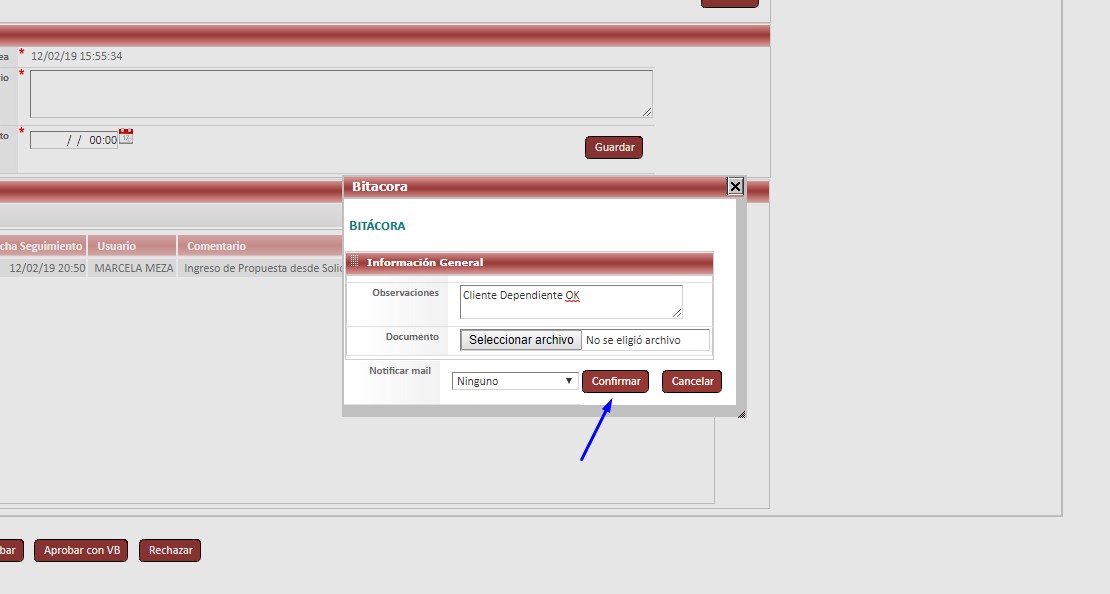 ea * 12/02/19 15:55:34
io *
to * / / 00:00
Guardar
Bitacora
BITÁCORA
cha Seguimiento Usuario Comentario
12/02/19 20:50 MARCELA MEZA Ingreso de Propuesta desde Solic
Información General
Observaciones Cliente Dependiente OK
Documento Seleccionar archivo No se eligió archivo
Notificar mail Ninguno Confirmar Cancelar
bar Aprobar con VB Rechazar